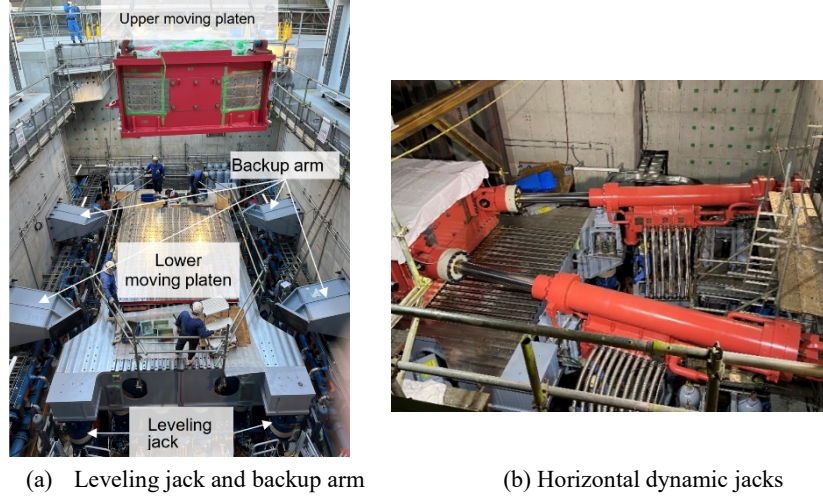 Upper moving platen
Backup arm
Lower
moving platen
Leveling
jack
(a) Leveling jack and backup arm
(b) Horizontal dynamic jacks